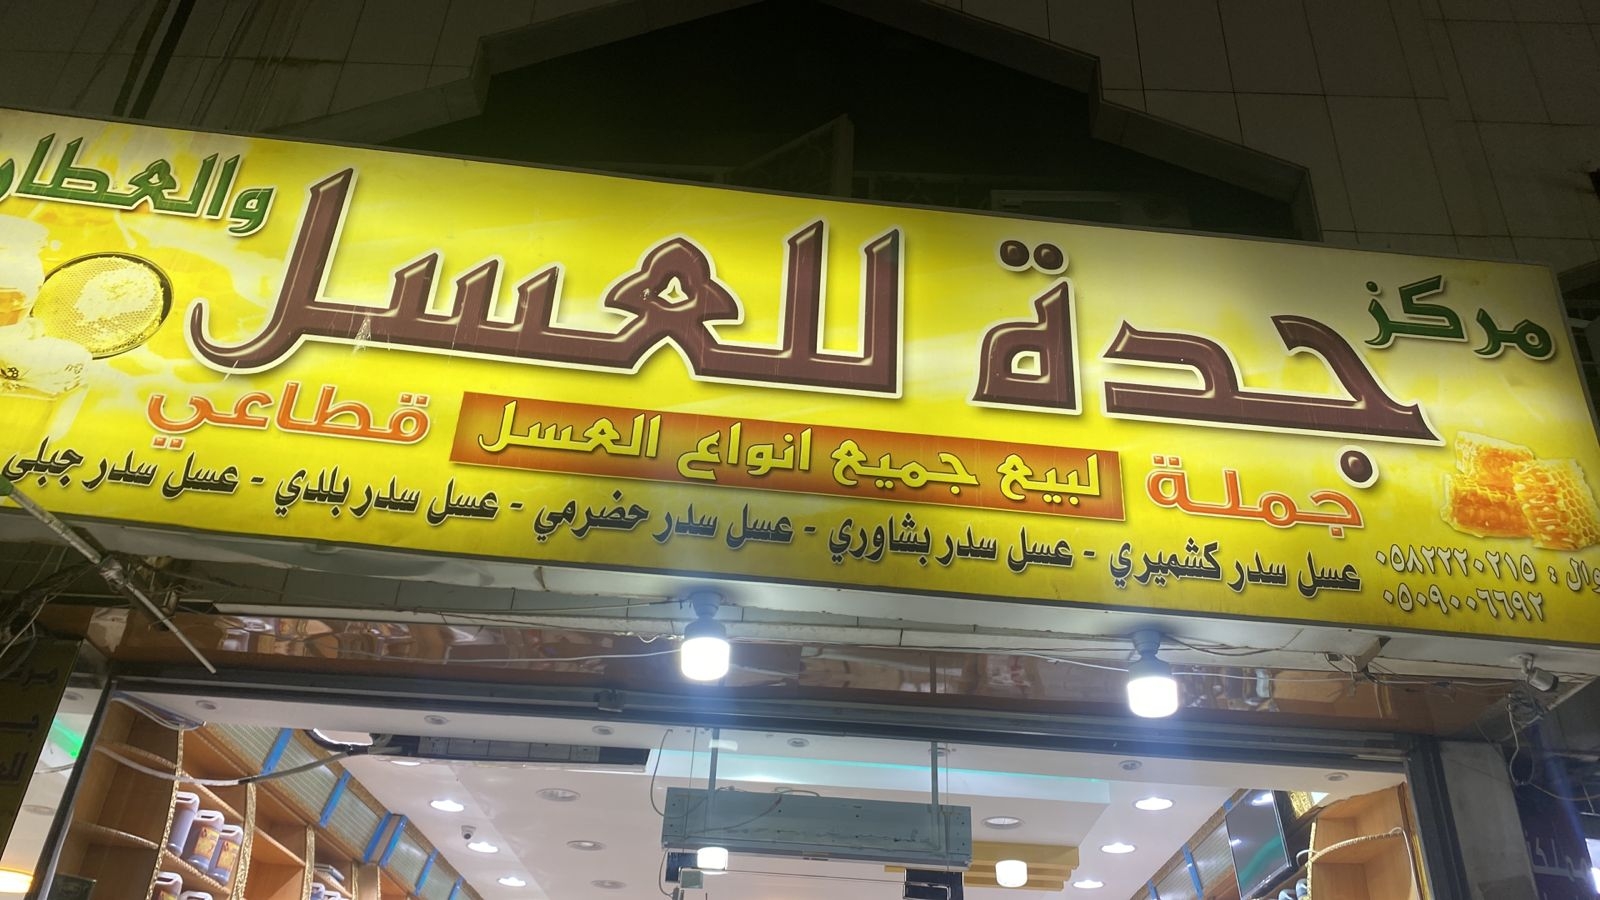 مركز
جدة للعسل
جملة لبيع جميع انواع العسل قطاعي
عسل سدر كشميري - عسل سدر بشاوري - عسل سدر حضرمي - عسل سدر بلدي - عسل سدر جبلي
٠٥٨٢٢٢٠٢١٥
٠٥٠٩٠٠٦٦٩٢